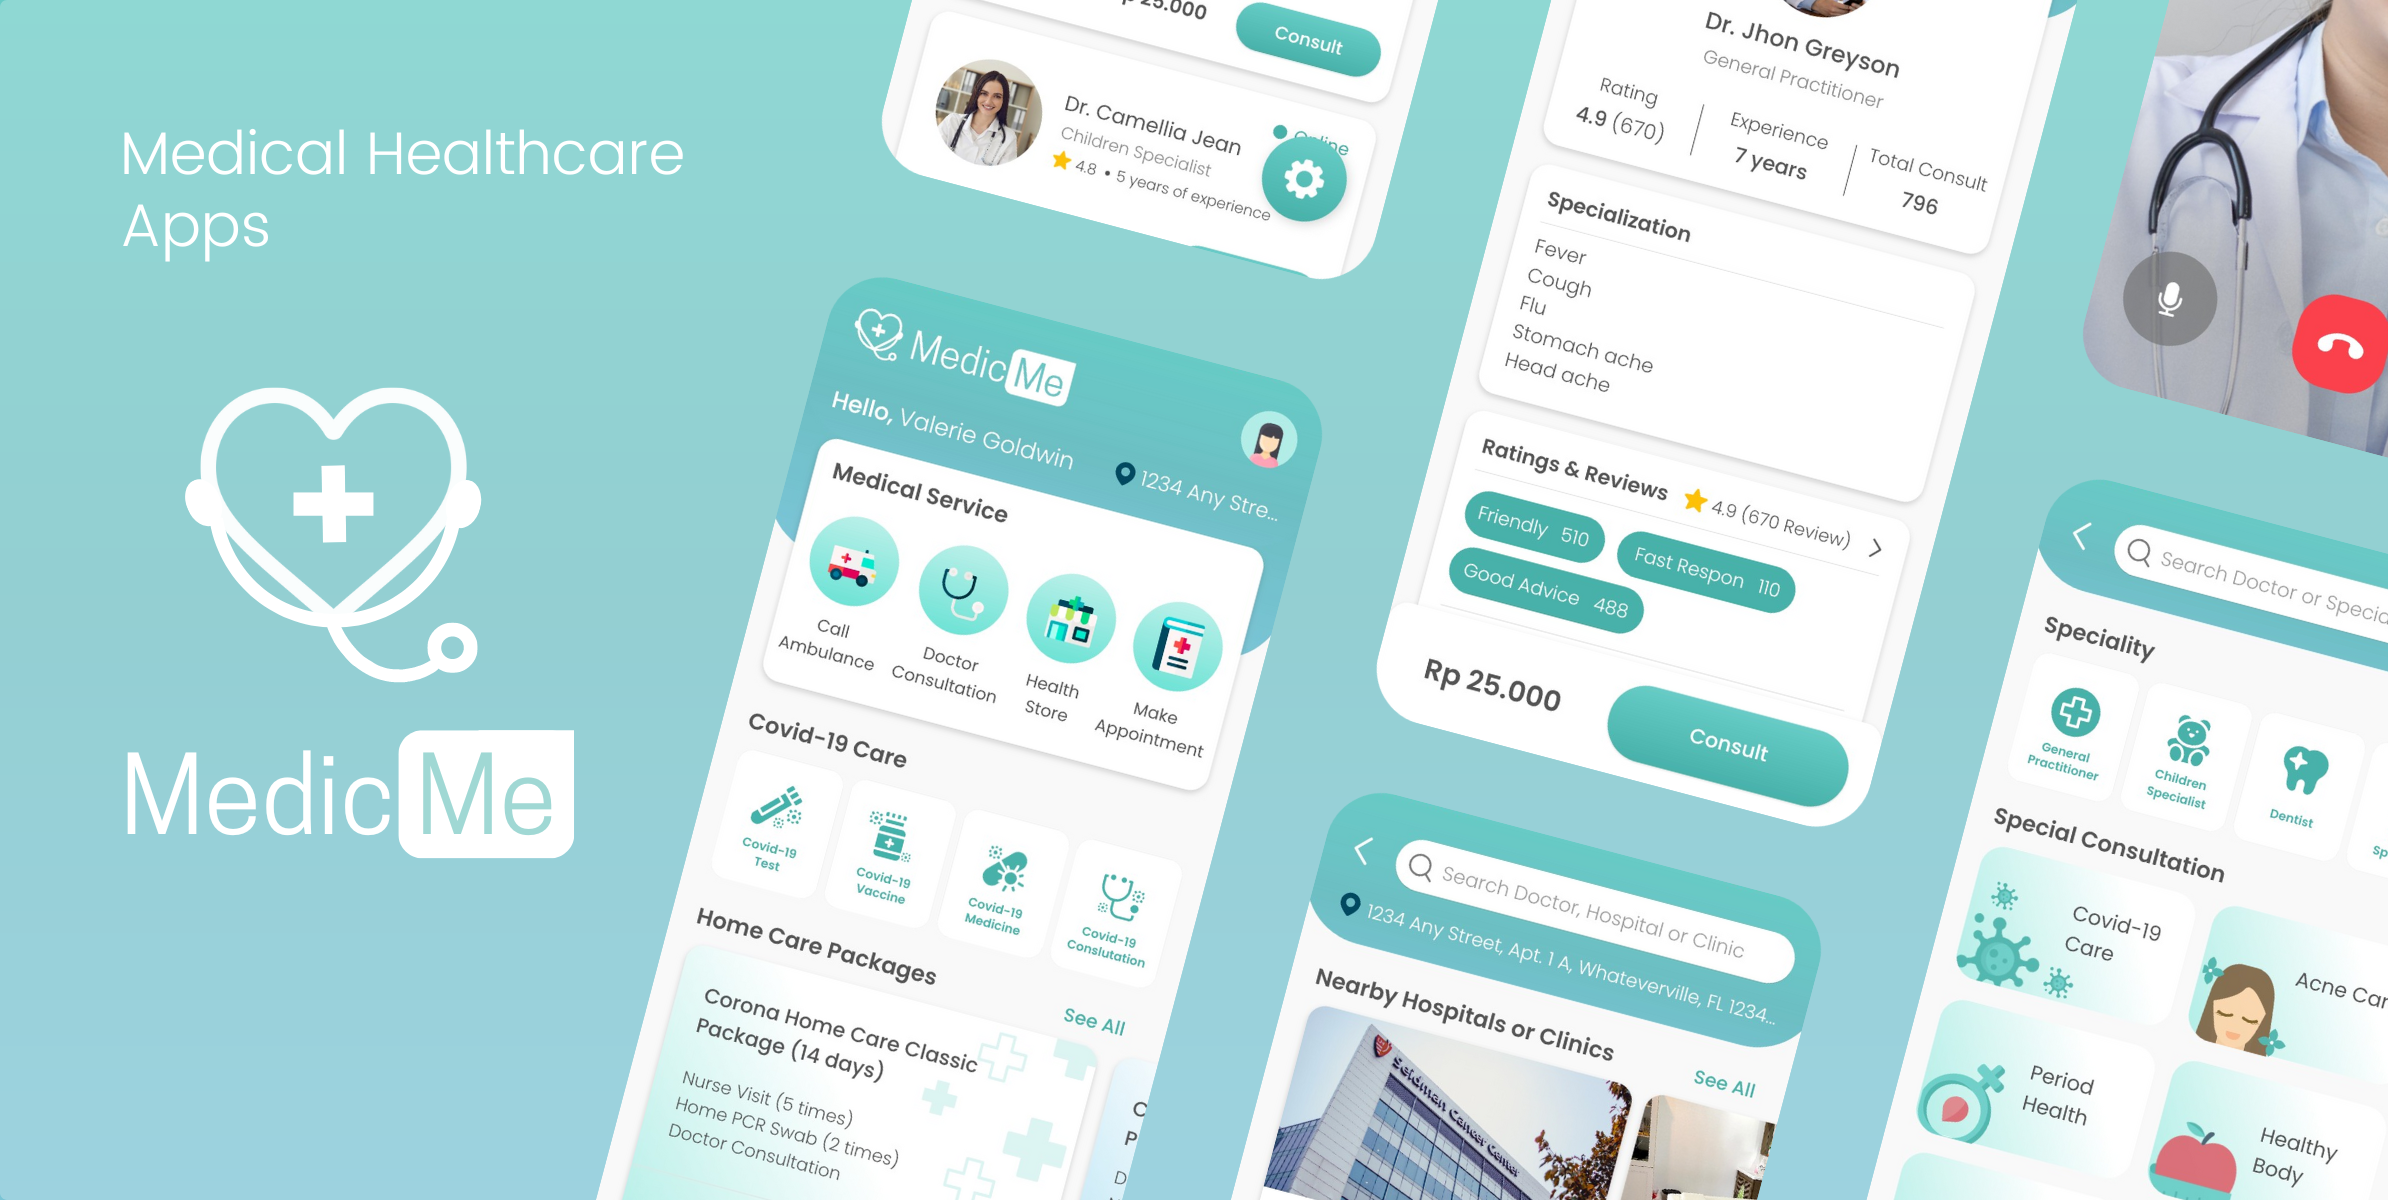 Medical Healthcare
Apps
MedicMe
Consult
Dr. Camellia Jean
Children Specialist
4.8 • 5 years of experience
MedicMe
Hello, Valerie Goldwin
1234 Any Stre...
Medical Service
Call
Ambulance
Doctor
Consultation
Health
Store
Make
Appointment
Covid-19 Care
Covid-19
Test
Covid-19
Vaccine
Covid-19
Medicine
Covid-19
Conslutation
Home Care Packages
See All
Corona Home Care Classic
Package (14 days)
Nurse Visit (5 times)
Home PCR Swab (2 times)
Doctor Consultation
Dr. Jhon Greyson
General Practitioner
Rating
4.9 (670)
Experience
7 years
Total Consult
796
Specialization
Fever
Cough
Flu
Stomach ache
Head ache
Ratings & Reviews
4.9 (670 Review)
Friendly 510
Fast Respon 110
Good Advice 488
Rp 25.000
Consult
Search Doctor, Hospital or Clinic
1234 Any Street, Apt. 1 A, Whateverville, FL 1234...
Nearby Hospitals or Clinics
See All
Seidman Cancer Center
Search Doctor or Specia
Speciality
General
Practitioner
Children
Specialist
Dentist
Sp
Special Consultation
Covid-19
Care
Acne Car
Period
Health
Healthy
Body